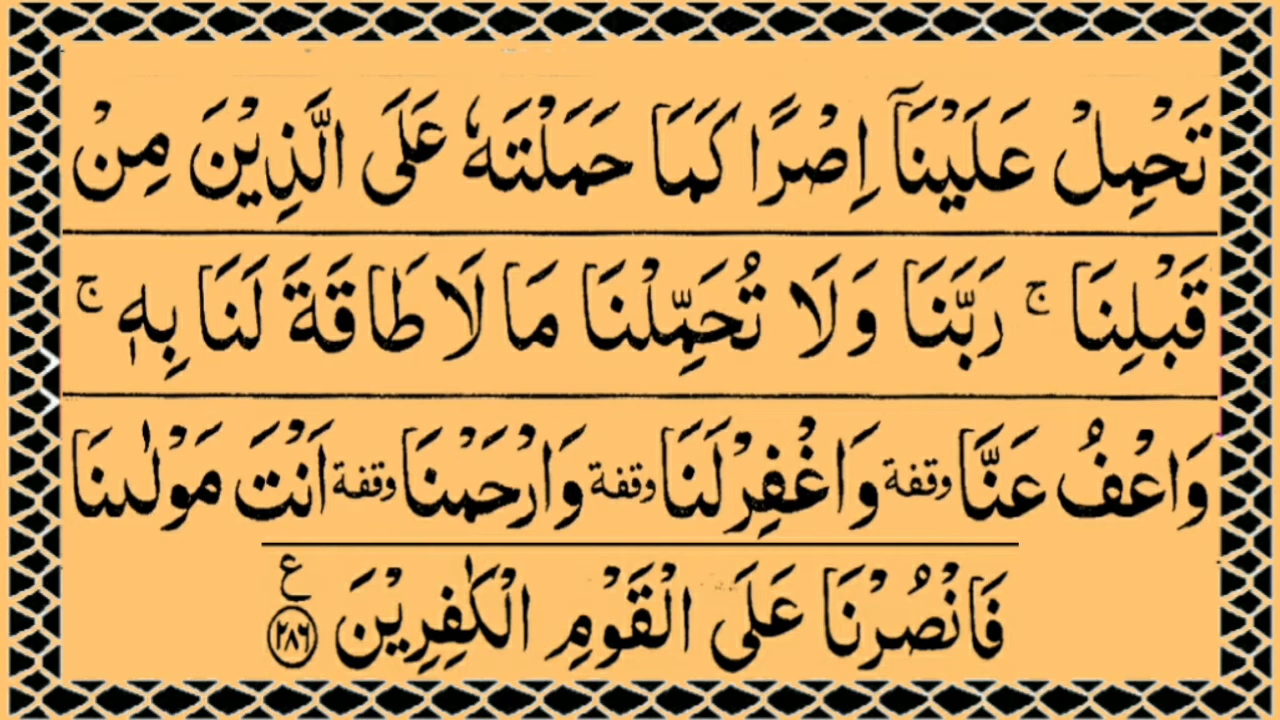 تَحْمِلْ عَلَيْنَاۤ اِصْرًا كَمَا حَمَلْتَهٗ عَلَى الَّذِيْنَ مِنْ
قَبْلِنَا ۚ رَبَّنَا وَلَا تُحَمِّلْنَا مَا لَا طَاقَةَ لَنَا بِهٖ ۚ
وَاعْفُ عَنَّا وقفة وَاغْفِرْ لَنَا وقفة وَارْحَمْنَا وقفة اَنْتَ مَوْلٰىنَا
فَانْصُرْنَا عَلَى الْقَوْمِ الْكٰفِرِيْنَ ع ۲۸۶